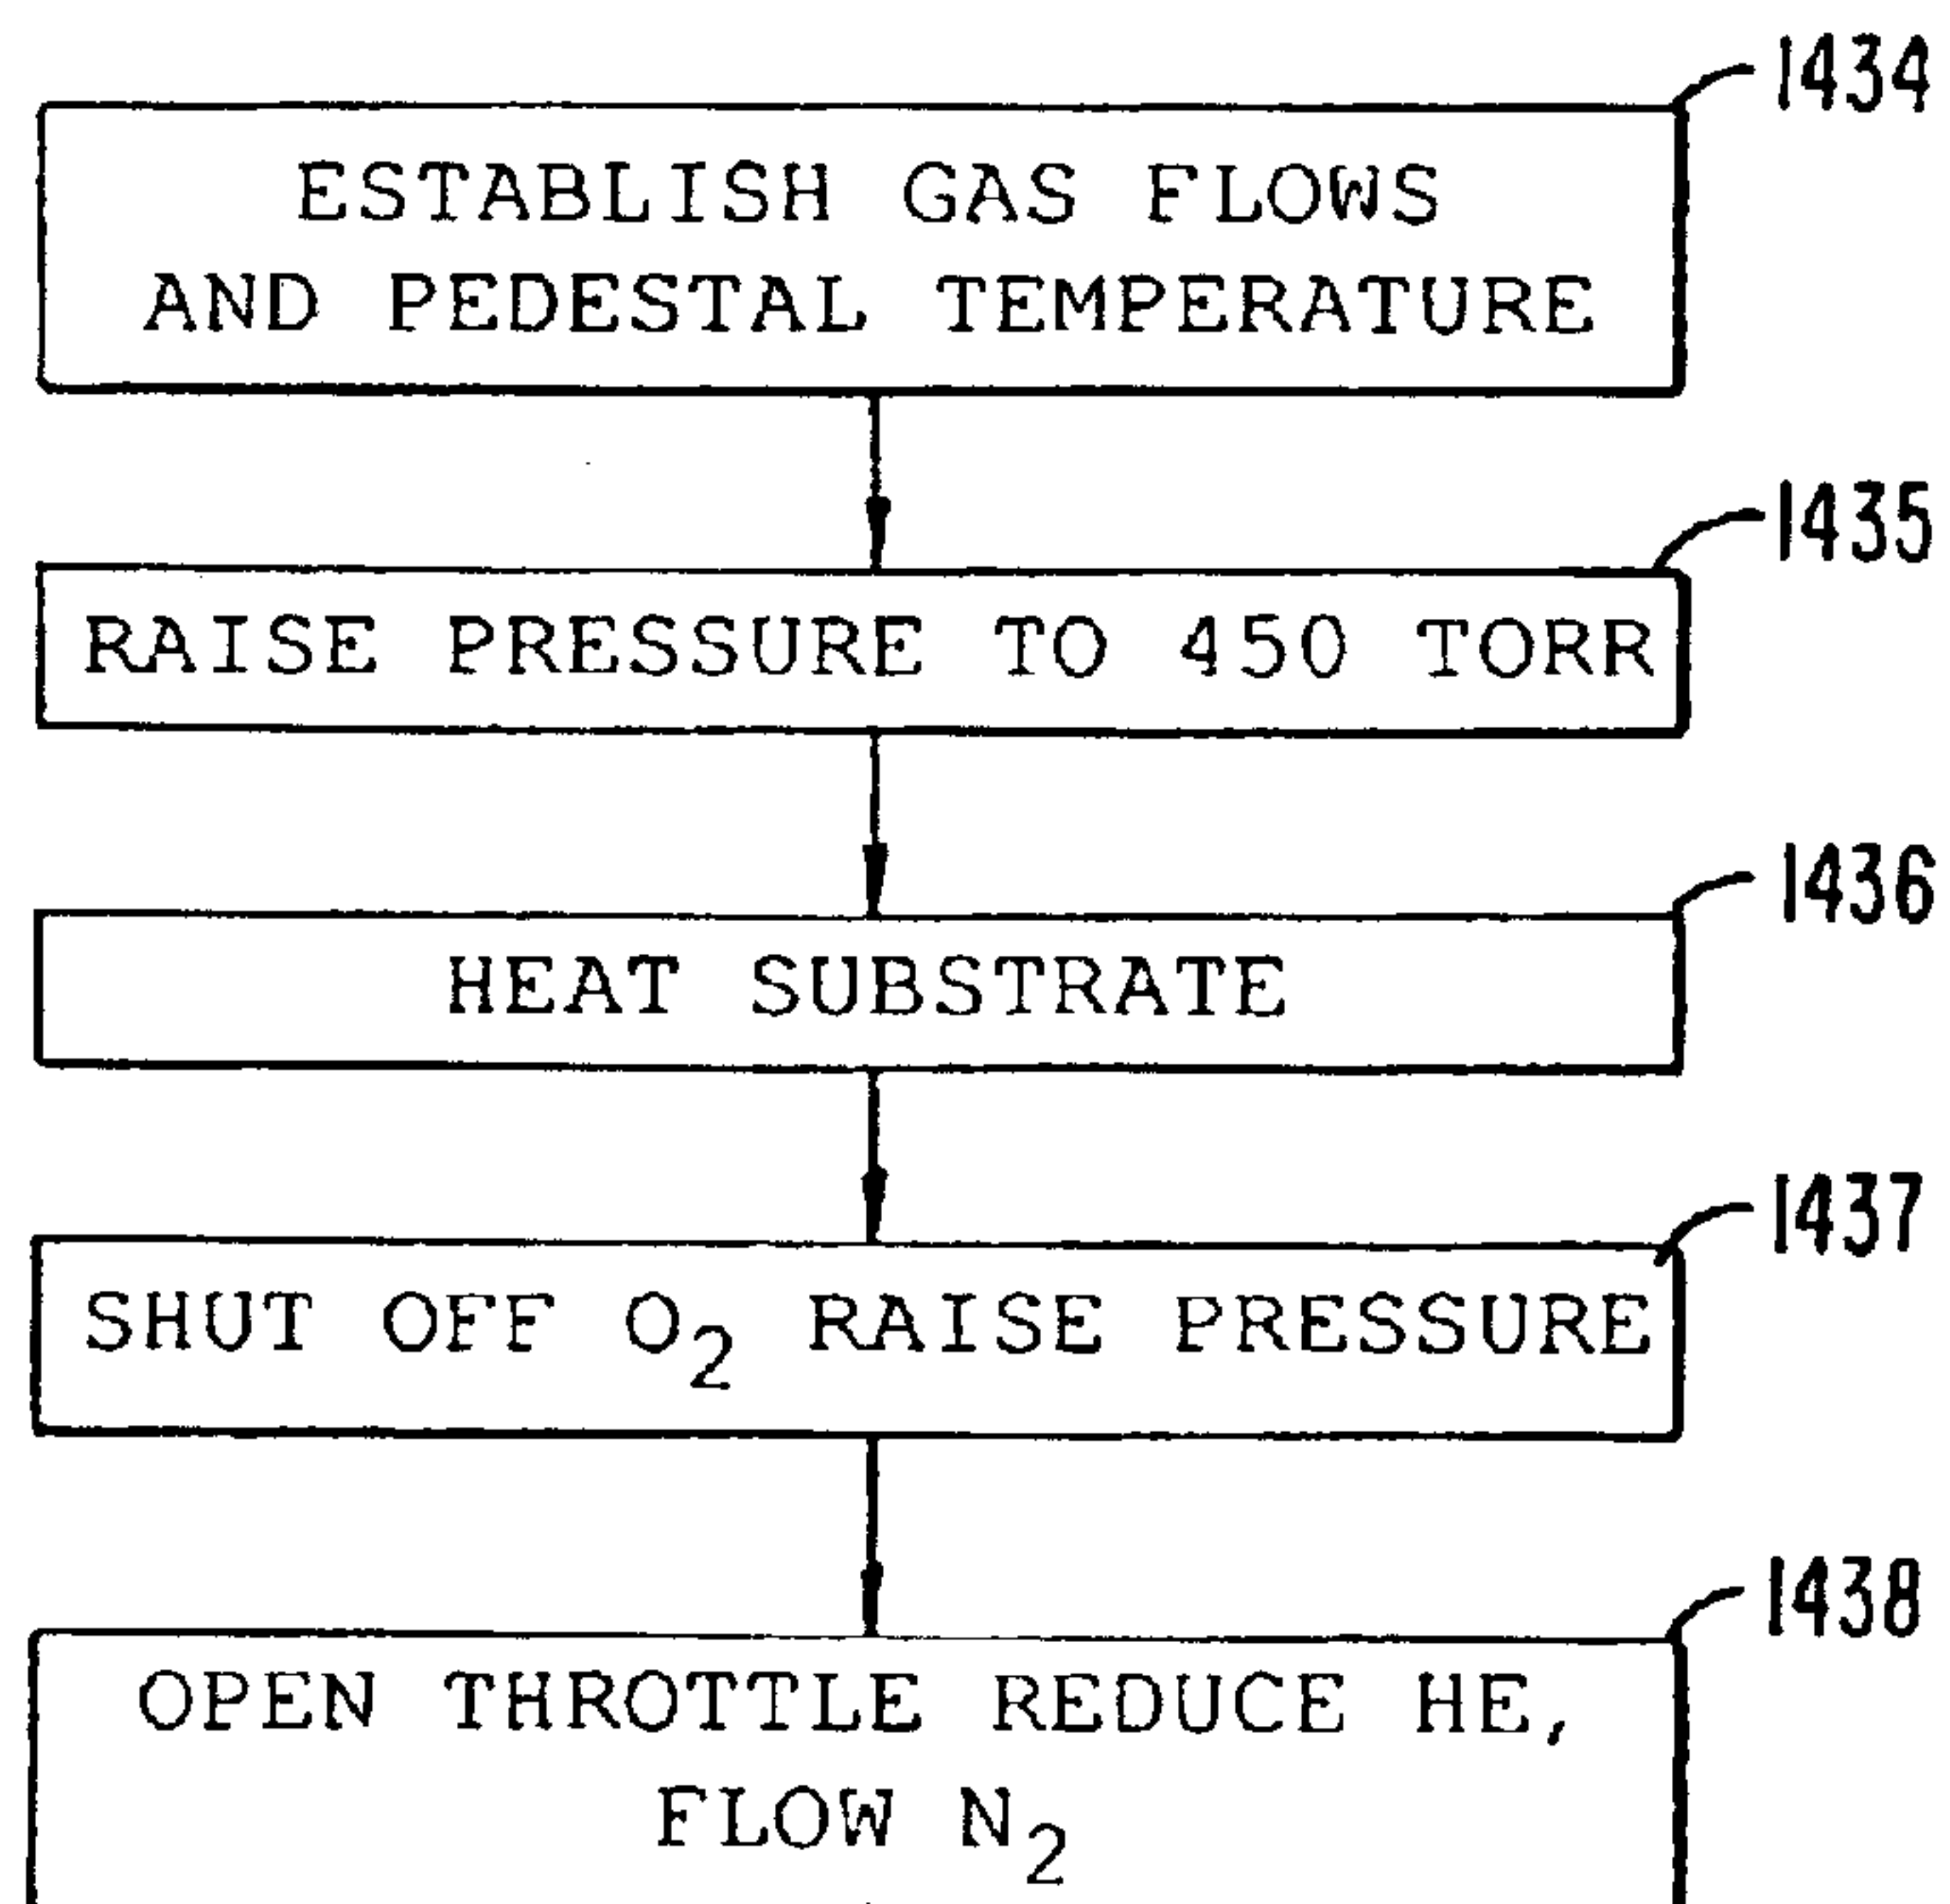 1434
ESTABLISH GAS FLOWS
AND PEDESTAL TEMPERATURE
1435
RAISE PRESSURE TO 450 TORR
1436
HEAT SUBSTRATE
1437
SHUT OFF O₂ RAISE PRESSURE
1438
OPEN THROTTLE REDUCE HE,
FLOW N₂